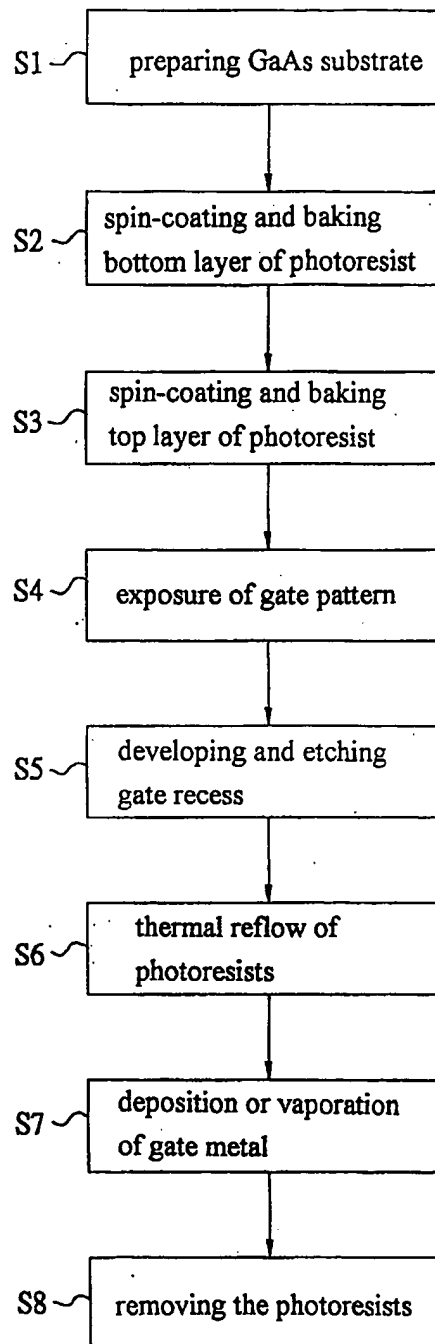 S1
preparing GaAs substrate
S2
spin-coating and baking
bottom layer of photoresist
S3
spin-coating and baking
top layer of photoresist
S4
exposure of gate pattern
S5
developing and etching
gate recess
S6
thermal reflow of
photoresists
S7
deposition or vaporation
of gate metal
S8
removing the photoresists